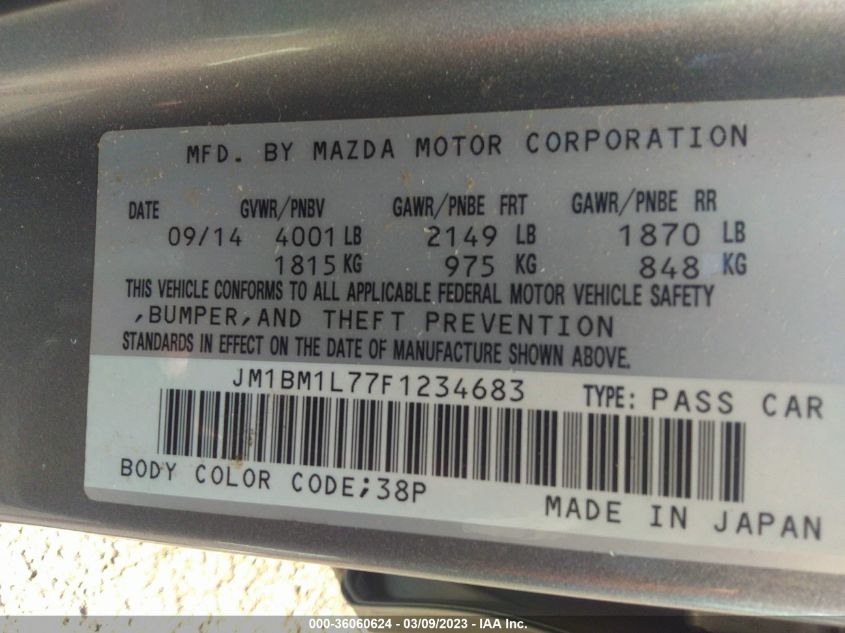 MFD. BY MAZDA MOTOR CORPORATION
DATE GVWR/PNBV GAWR/PNBE FRT GAWR/PNBE RR
09/14 4001 LB 2149 LB 1870 LB
1815 KG 975 KG 848 KG
THIS VEHICLE CONFORMS TO ALL APPLICABLE FEDERAL MOTOR VEHICLE SAFETY
,BUMPER,AND THEFT PREVENTION
STANDARDS IN EFFECT ON THE DATE OF MANUFACTURE SHOWN ABOVE.
JM1BM1L77F1234683 TYPE: PASS CAR
BODY COLOR CODE;38P
MADE IN JAPAN
000-36060624 - 03/09/2023 - IAA Inc.